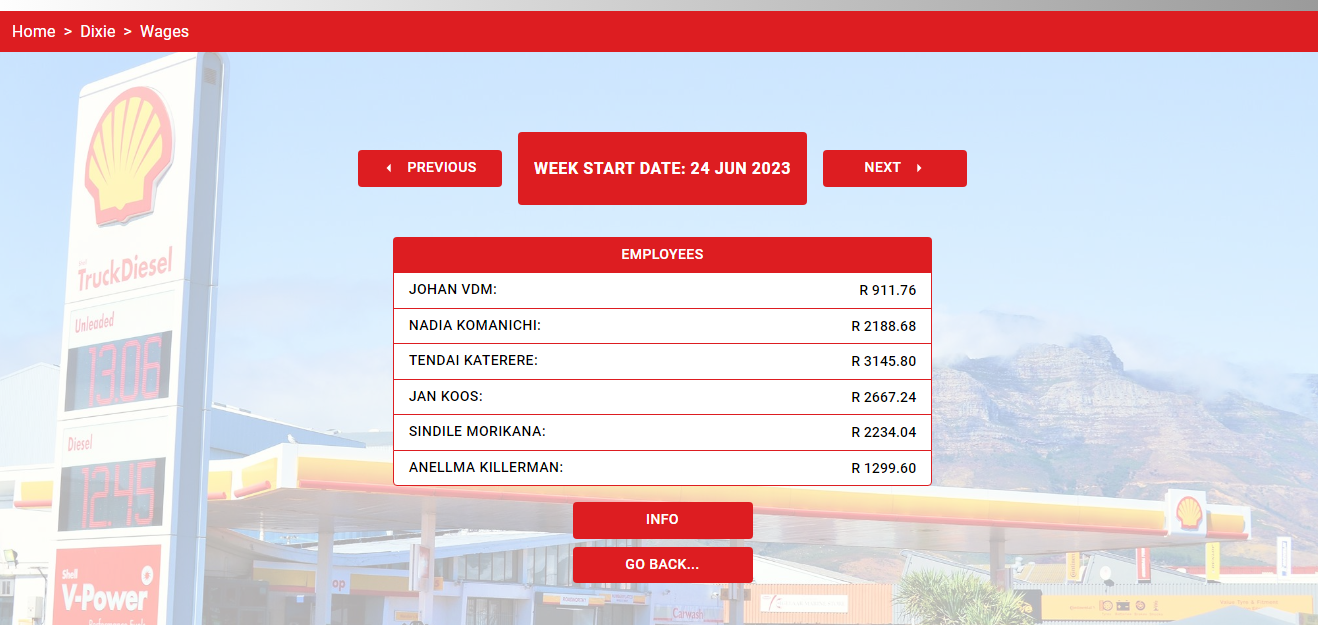 Home > Dixie > Wages
PREVIOUS
WEEK START DATE: 24 JUN 2023
NEXT
EMPLOYEES
JOHAN VDM: R 911.76
NADIA KOMANICHI: R 2188.68
TENDAI KATERERE: R 3145.80
JAN KOOS: R 2667.24
SINDILE MORIKANA: R 2234.04
ANELLMA KILLERMAN: R 1299.60
INFO
GO BACK...
TruckDiesel
Unleaded
13.06
Diesel
12.45
Shell
V-Power
Carwash